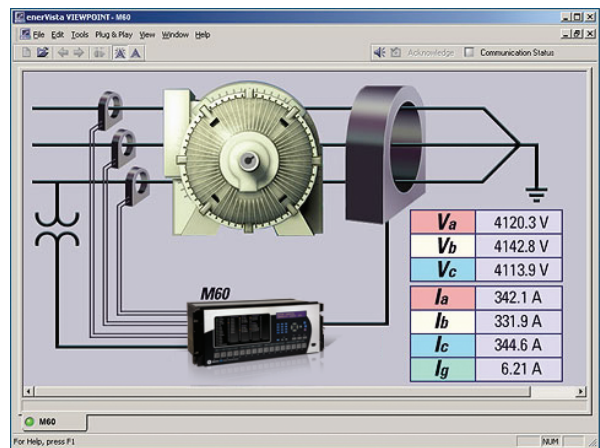 enerVista VIEWPOINT - M60
File Edit Tools Plug & Play View Window Help
Acknowledge Communication Status
Va 4120.3 V
Vb 4142.8 V
Vc 4113.9 V
M60
Ia 342.1 A
Ib 331.9 A
Ic 344.6 A
Ig 6.21 A
M60
For Help, press F1
NUM